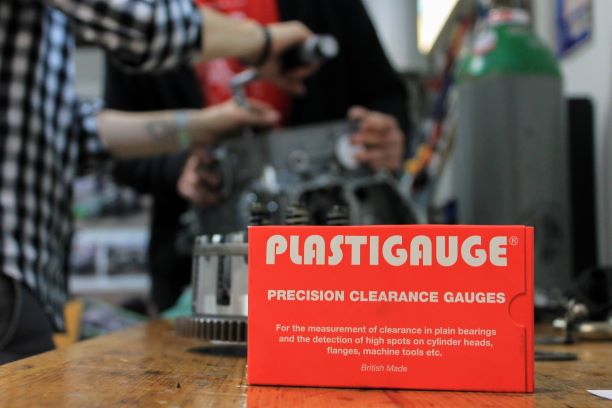 PLASTIGAUGE®
PRECISION CLEARANCE GAUGES
For the measurement of clearance in plain bearings
and the detection of high spots on cylinder heads,
flanges, machine tools etc.
British Made